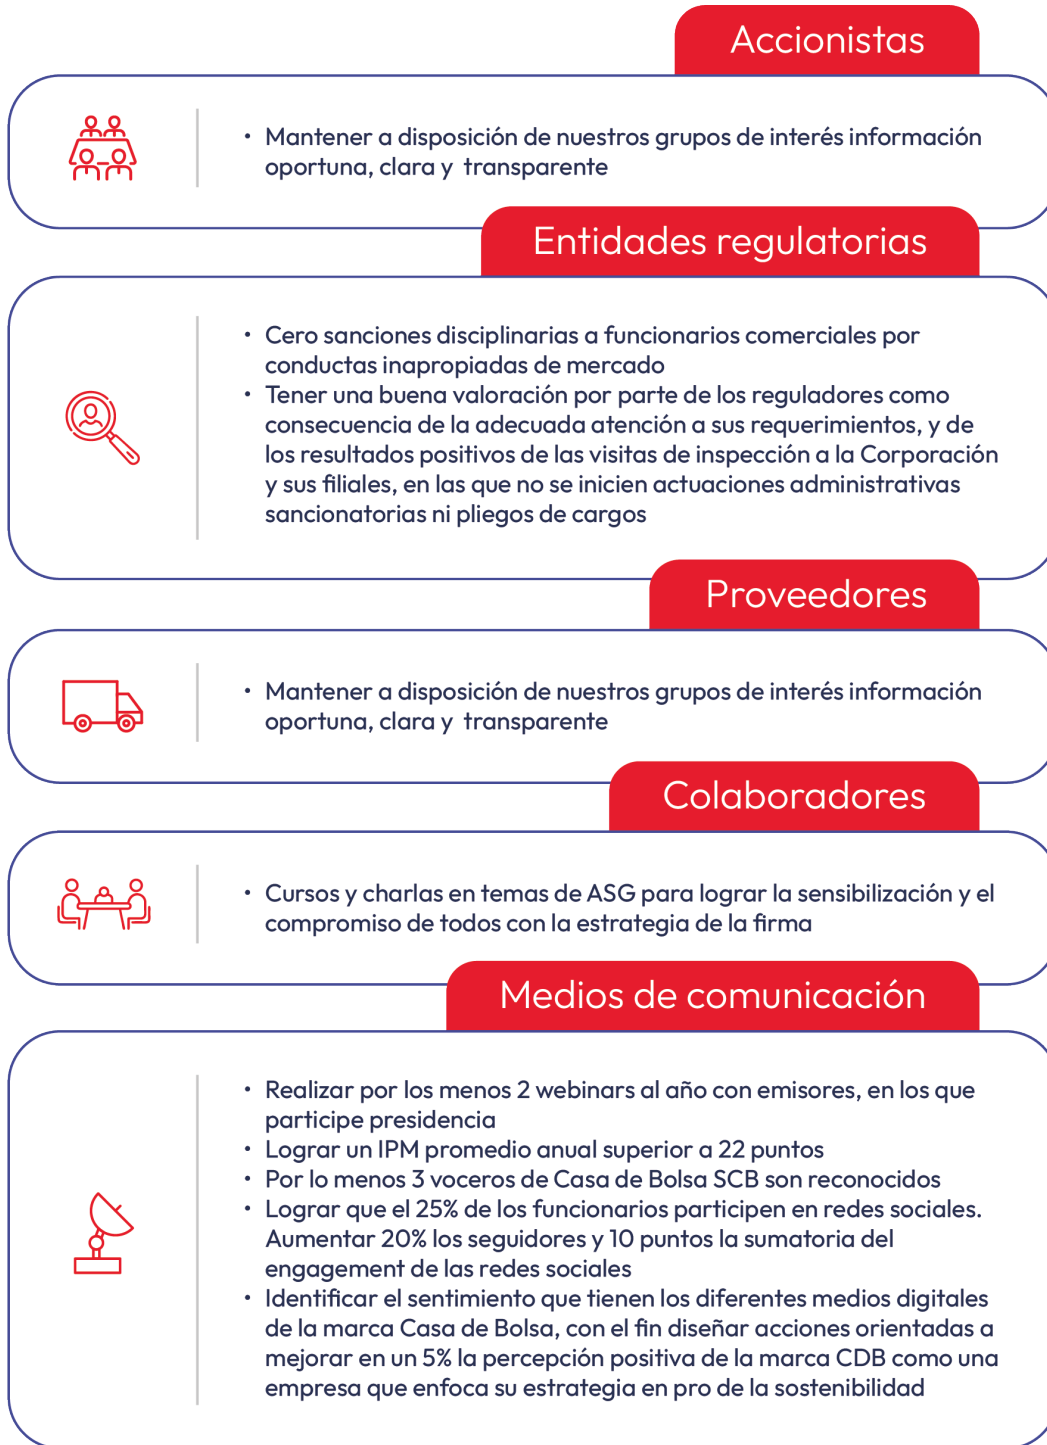 Accionistas
• Mantener a disposición de nuestros grupos de interés información
oportuna, clara y  transparente
Entidades regulatorias
• Cero sanciones disciplinarias a funcionarios comerciales por
conductas inapropiadas de mercado
• Tener una buena valoración por parte de los reguladores como
consecuencia de la adecuada atención a sus requerimientos, y de
los resultados positivos de las visitas de inspección a la Corporación
y sus filiales, en las que no se inicien actuaciones administrativas
sancionatorias ni pliegos de cargos
Proveedores
• Mantener a disposición de nuestros grupos de interés información
oportuna, clara y  transparente
Colaboradores
• Cursos y charlas en temas de ASG para lograr la sensibilización y el
compromiso de todos con la estrategia de la firma
Medios de comunicación
• Realizar por los menos 2 webinars al año con emisores, en los que
participe presidencia
• Lograr un IPM promedio anual superior a 22 puntos
• Por lo menos 3 voceros de Casa de Bolsa SCB son reconocidos
• Lograr que el 25% de los funcionarios participen en redes sociales.
Aumentar 20% los seguidores y 10 puntos la sumatoria del
engagement de las redes sociales
• Identificar el sentimiento que tienen los diferentes medios digitales
de la marca Casa de Bolsa, con el fin diseñar acciones orientadas a
mejorar en un 5% la percepción positiva de la marca CDB como una
empresa que enfoca su estrategia en pro de la sostenibilidad